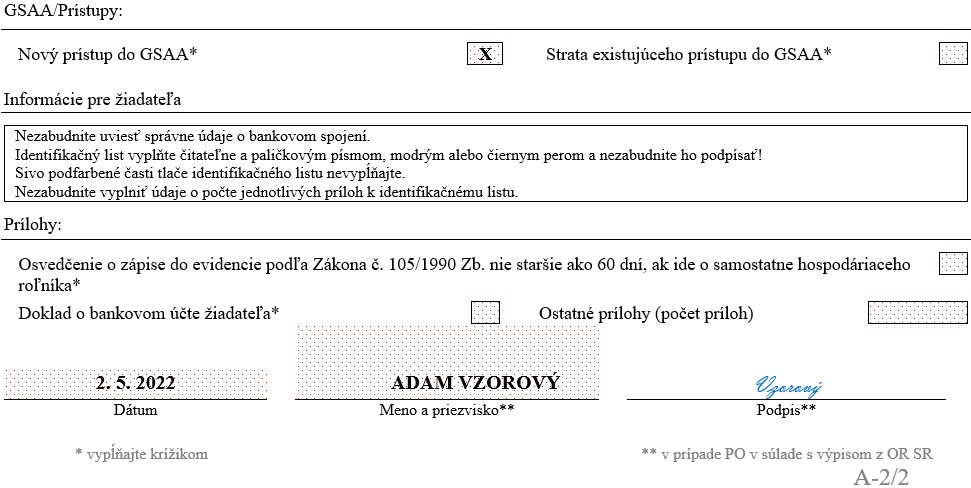 GSAA/Prístupy:
Nový prístup do GSAA* X Strata existujúceho prístupu do GSAA*
Informácie pre žiadateľa
Nezabudnite uviesť správne údaje o bankovom spojení.
Identifikačný list vyplňte čitateľne a paličkovým písmom, modrým alebo čiernym perom a nezabudnite ho podpísať!
Sivo podfarbené časti tlače identifikačného listu nevypĺňajte.
Nezabudnite vyplniť údaje o počte jednotlivých príloh k identifikačnému listu.
Prílohy:
Osvedčenie o zápise do evidencie podľa Zákona č. 105/1990 Zb. nie staršie ako 60 dní, ak ide o samostatne hospodáriaceho
roľníka*
Doklad o bankovom účte žiadateľa* Ostatné prílohy (počet príloh)
2. 5. 2022 ADAM VZOROVÝ Vzorový
Dátum Meno a priezvisko** Podpis**
* vypĺňajte krížikom ** v prípade PO v súlade s výpisom z OR SR
A-2/2